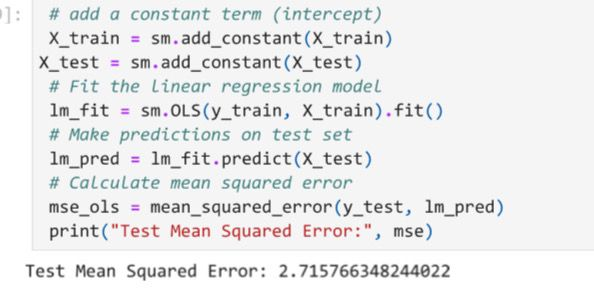 ]: # add a constant term (intercept)
X_train = sm.add_constant(X_train)
X_test = sm.add_constant(X_test)
# Fit the linear regression model
lm_fit = sm.OLS(y_train, X_train).fit()
# Make predictions on test set
lm_pred = lm_fit.predict(X_test)
# Calculate mean squared error
mse_ols = mean_squared_error(y_test, lm_pred)
print("Test Mean Squared Error:", mse)
Test Mean Squared Error: 2.715766348244022